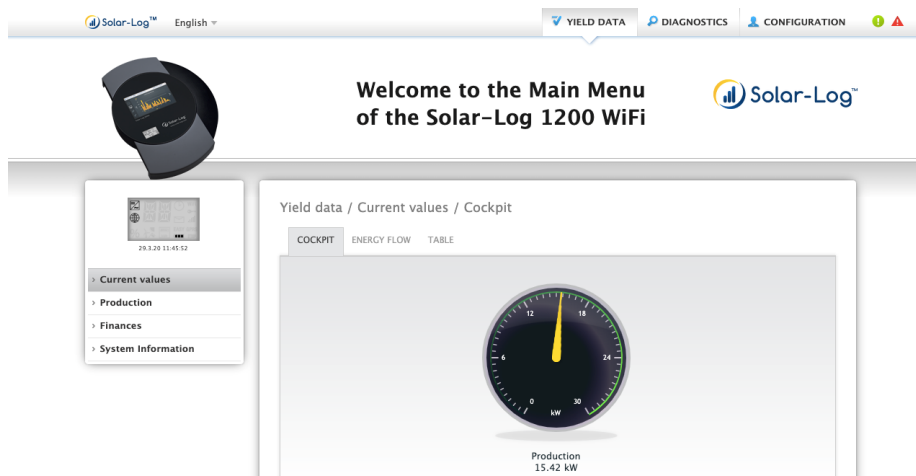 Solar-Log™ English
YIELD DATA DIAGNOSTICS CONFIGURATION
Welcome to the Main Menu
of the Solar-Log 1200 WiFi
Solar-Log™
29.3.20 11:45:52
Current values
Production
Finances
System Information
Yield data / Current values / Cockpit
COCKPIT ENERGY FLOW TABLE
12 18
6 24
0 30
kW
Production
15.42 kW